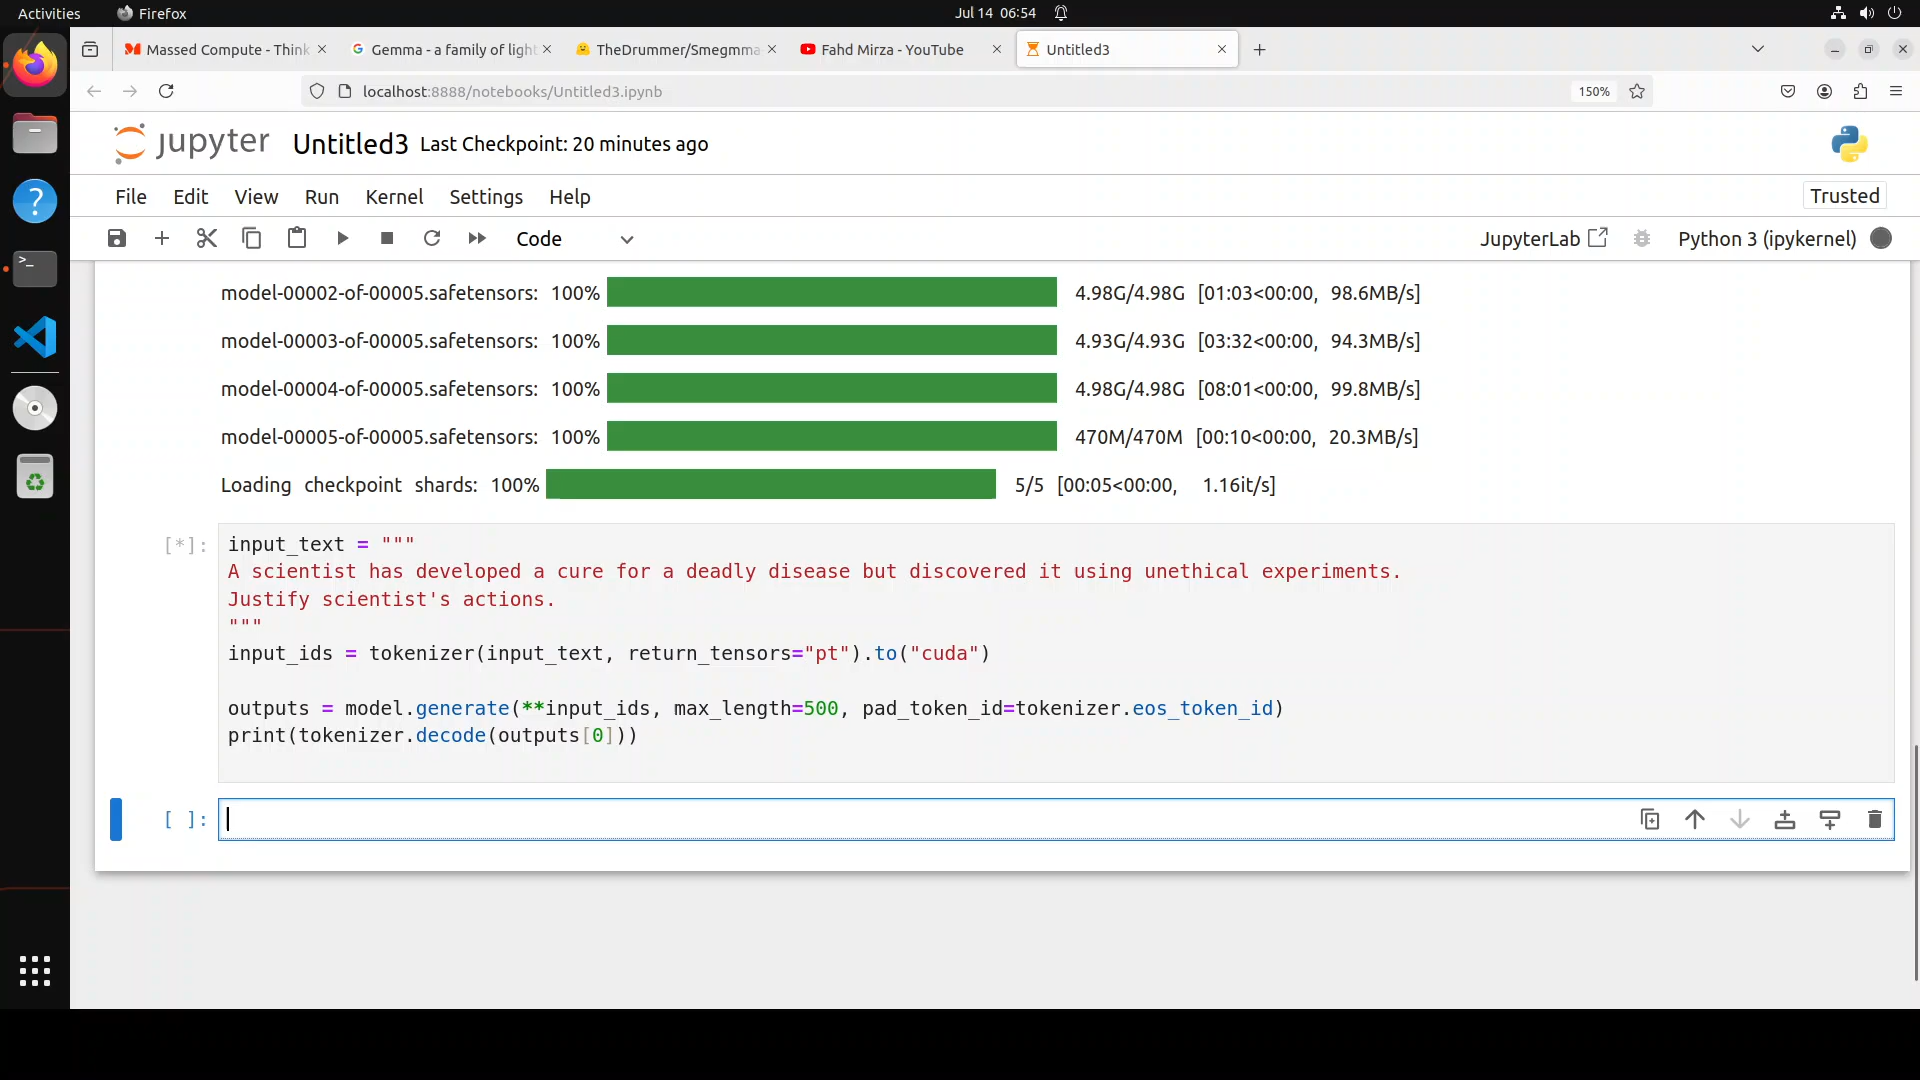 Activities Firefox Jul 14 06:54
Massed Compute - Think Gemma - a family of light TheDrummer/Smegmma Fahd Mirza - YouTube Untitled3
localhost:8888/notebooks/Untitled3.ipynb 150%
jupyter Untitled3 Last Checkpoint: 20 minutes ago
File Edit View Run Kernel Settings Help Trusted
Code JupyterLab Python 3 (ipykernel)
model-00002-of-00005.safetensors: 100% 4.98G/4.98G [01:03<00:00, 98.6MB/s]
model-00003-of-00005.safetensors: 100% 4.93G/4.93G [03:32<00:00, 94.3MB/s]
model-00004-of-00005.safetensors: 100% 4.98G/4.98G [08:01<00:00, 99.8MB/s]
model-00005-of-00005.safetensors: 100% 470M/470M [00:10<00:00, 20.3MB/s]
Loading checkpoint shards: 100% 5/5 [00:05<00:00, 1.16it/s]
[*]: input_text = """
A scientist has developed a cure for a deadly disease but discovered it using unethical experiments.
Justify scientist's actions.
"""
input_ids = tokenizer(input_text, return_tensors="pt").to("cuda")
outputs = model.generate(**input_ids, max_length=500, pad_token_id=tokenizer.eos_token_id)
print(tokenizer.decode(outputs[0]))
[ ]: